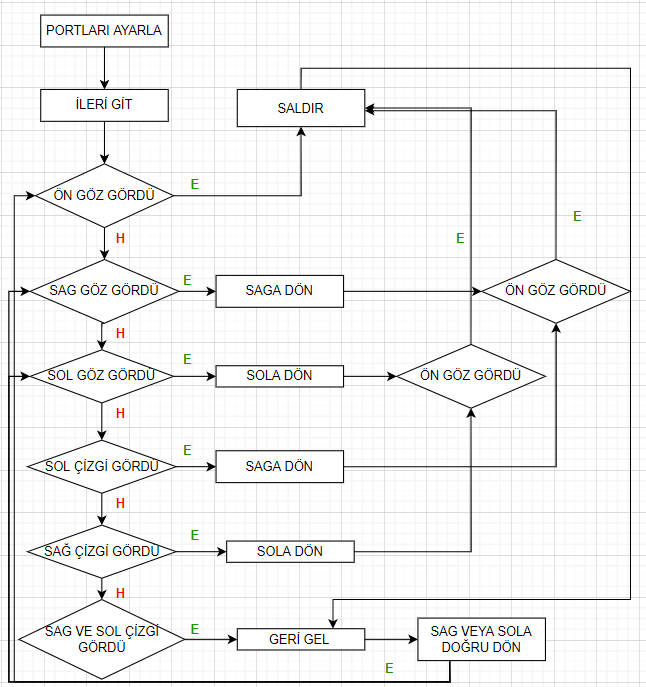 PORTLARI AYARLA
İLERİ GİT
SALDIR
ÖN GÖZ GÖRDÜ
E
E
H
E
SAG GÖZ GÖRDÜ
E
SAGA DÖN
ÖN GÖZ GÖRDÜ
H
SOL GÖZ GÖRDÜ
E
SOLA DÖN
ÖN GÖZ GÖRDÜ
H
SOL ÇİZGİ GÖRDÜ
E
SAGA DÖN
H
SAĞ ÇİZGİ GÖRDÜ
E
SOLA DÖN
H
SAG VE SOL ÇİZGİ
GÖRDÜ
E
GERİ GEL
SAG VEYA SOLA
DOĞRU DÖN
E